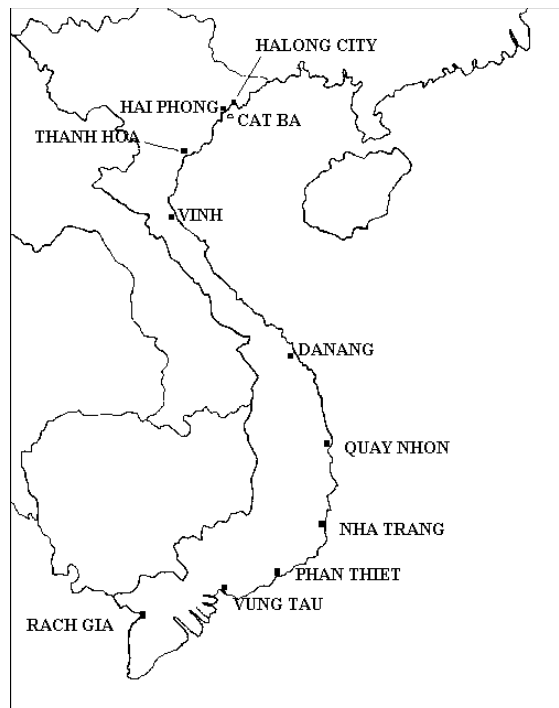 HALONG CITY
HAI PHONG
CAT BA
THANH HOA
VINH
DANANG
QUAY NHON
NHA TRANG
PHAN THIET
VUNG TAU
RACH GIA